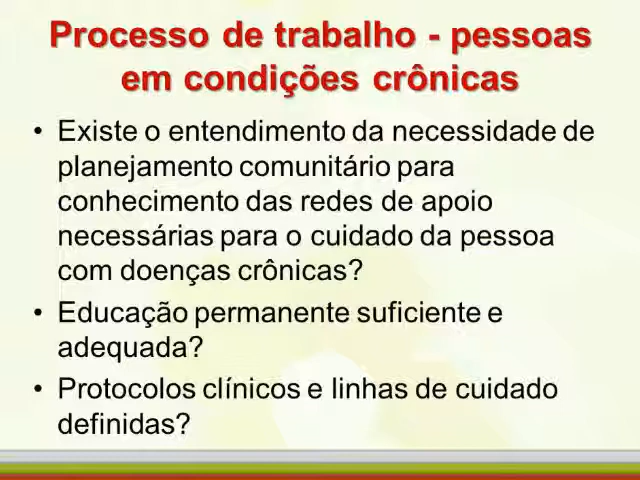 Processo de trabalho - pessoas
em condições crônicas
• Existe o entendimento da necessidade de
planejamento comunitário para
conhecimento das redes de apoio
necessárias para o cuidado da pessoa
com doenças crônicas?
• Educação permanente suficiente e
adequada?
• Protocolos clínicos e linhas de cuidado
definidas?